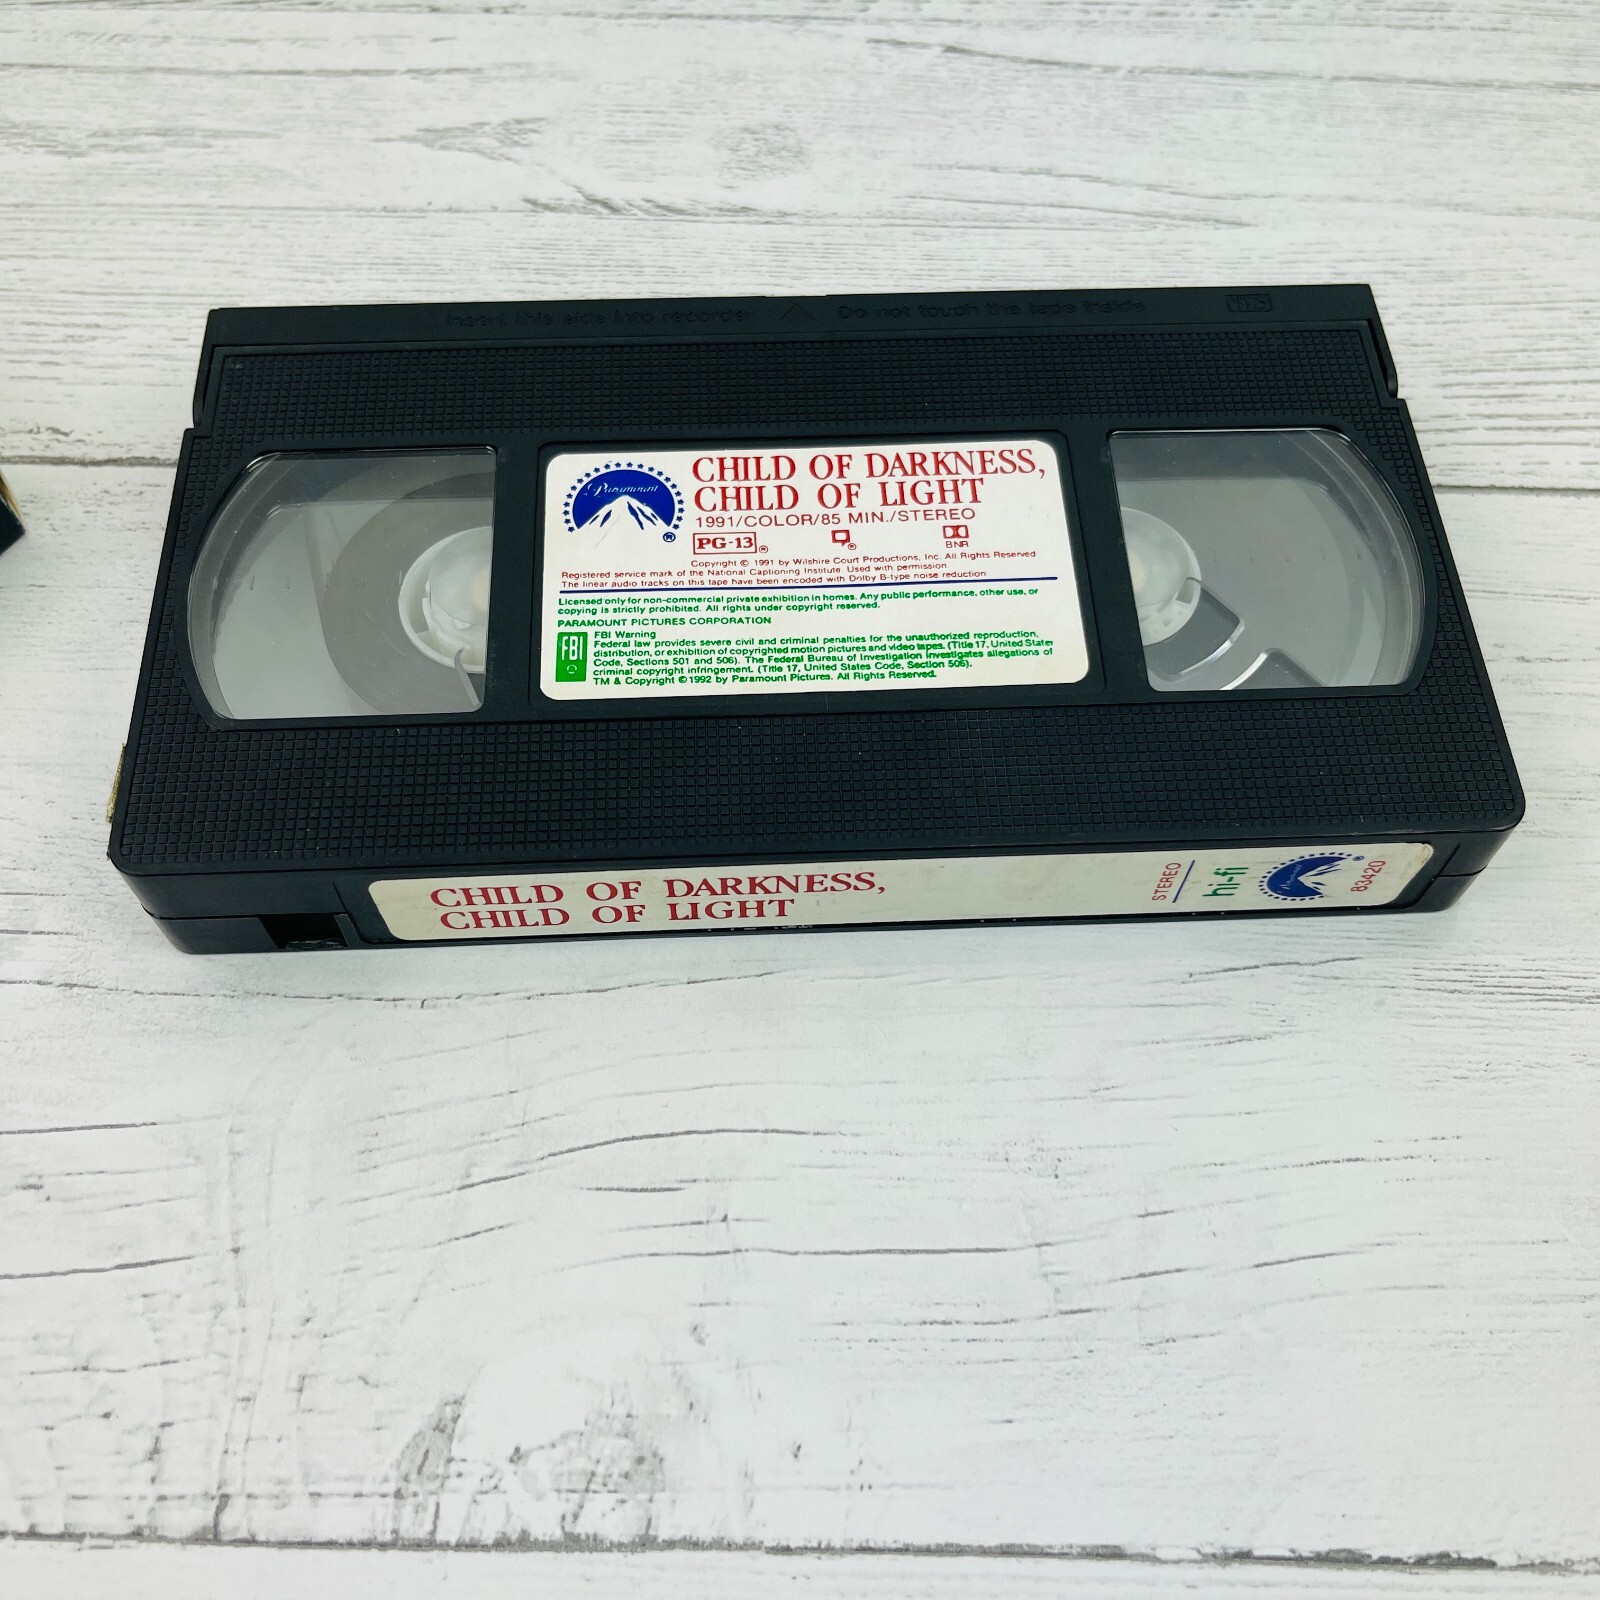 Insert this side into recorder Do not touch the tape inside VHS
Paramount
®
CHILD OF DARKNESS,
CHILD OF LIGHT
1991/COLOR/85 MIN./STEREO
PG-13 ® ® BNR
Copyright © 1991 by Wilshire Court Productions, Inc. All Rights Reserved
Registered service mark of the National Captioning Institute. Used with permission.
The linear audio tracks on this tape have been encoded with Dolby B-type noise reduction
Licensed only for non-commercial private exhibition in homes. Any public performance, other use, or
copying is strictly prohibited. All rights under copyright reserved.
PARAMOUNT PICTURES CORPORATION
FBI
FBI Warning
Federal law provides severe civil and criminal penalties for the unauthorized reproduction,
distribution, or exhibition of copyrighted motion pictures and video tapes. (Title 17, United States
Code, Sections 501 and 506). The Federal Bureau of Investigation investigates allegations of
criminal copyright infringement. (Title 17, United States Code, Section 506).
TM & Copyright © 1992 by Paramount Pictures. All Rights Reserved.
CHILD OF DARKNESS,
CHILD OF LIGHT
STEREO
hi-fi
Paramount
®
83420